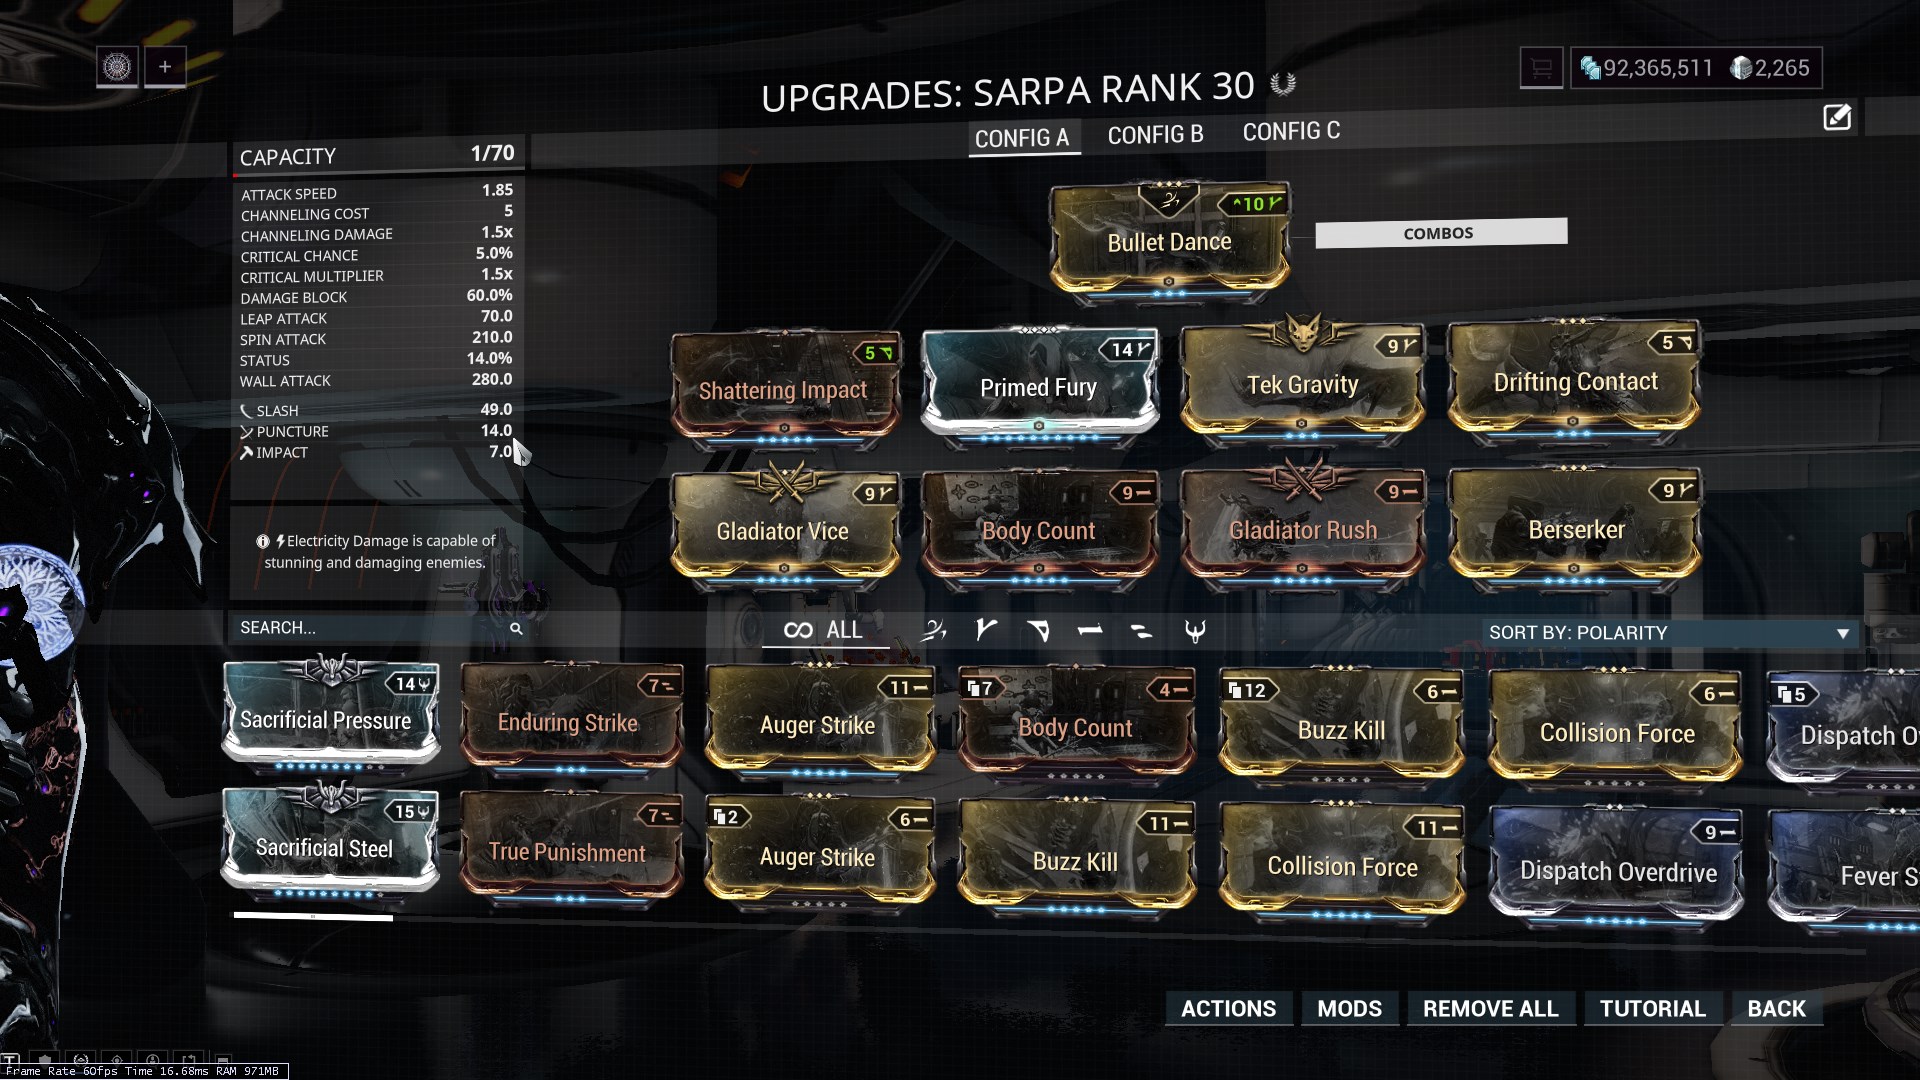 UPGRADES: SARPA RANK 30
92,365,511 2,265
CONFIG A CONFIG B CONFIG C
CAPACITY 1/70
ATTACK SPEED 1.85
CHANNELING COST 5
CHANNELING DAMAGE 1.5x
CRITICAL CHANCE 5.0%
CRITICAL MULTIPLIER 1.5x
DAMAGE BLOCK 60.0%
LEAP ATTACK 70.0
SPIN ATTACK 210.0
STATUS 14.0%
WALL ATTACK 280.0
SLASH 49.0
PUNCTURE 14.0
IMPACT 7.0
Electricity Damage is capable of
stunning and damaging enemies.
^10
Bullet Dance
COMBOS
5 14 9 5
Shattering Impact Primed Fury Tek Gravity Drifting Contact
9 9 9 9
Gladiator Vice Body Count Gladiator Rush Berserker
SEARCH... ALL SORT BY: POLARITY
14 7 11 7 4 12 6 6 5
Sacrificial Pressure Enduring Strike Auger Strike Body Count Buzz Kill Collision Force Dispatch O
15 7 2 6 11 11 9
Sacrificial Steel True Punishment Auger Strike Buzz Kill Collision Force Dispatch Overdrive Fever S
ACTIONS MODS REMOVE ALL TUTORIAL BACK
Frame Rate 60fps Time 16.68ms RAM 971MB